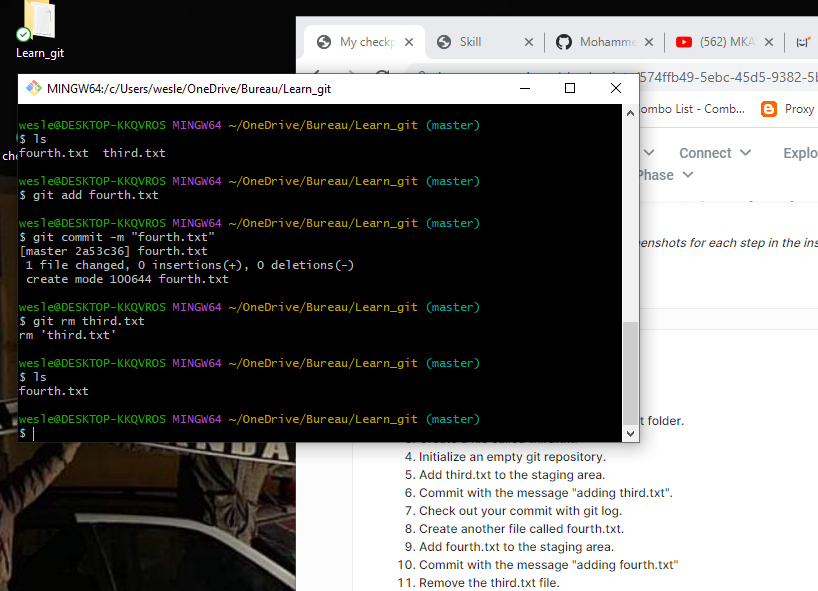 Learn_git
My checkp
Skill
Mohamme
(562) MKA
MINGW64:/c/Users/wesle/OneDrive/Bureau/Learn_git
574ffb49-5ebc-45d5-9382-5b
ombo List - Comb...
Proxy
wesle@DESKTOP-KKQVROS MINGW64 ~/OneDrive/Bureau/Learn_git (master)
$ ls
fourth.txt third.txt
wesle@DESKTOP-KKQVROS MINGW64 ~/OneDrive/Bureau/Learn_git (master)
$ git add fourth.txt
wesle@DESKTOP-KKQVROS MINGW64 ~/OneDrive/Bureau/Learn_git (master)
$ git commit -m "fourth.txt"
[master 2a53c36] fourth.txt
1 file changed, 0 insertions(+), 0 deletions(-)
create mode 100644 fourth.txt
wesle@DESKTOP-KKQVROS MINGW64 ~/OneDrive/Bureau/Learn_git (master)
$ git rm third.txt
rm 'third.txt'
wesle@DESKTOP-KKQVROS MINGW64 ~/OneDrive/Bureau/Learn_git (master)
$ ls
fourth.txt
wesle@DESKTOP-KKQVROS MINGW64 ~/OneDrive/Bureau/Learn_git (master)
$
che
Connect
Explo
Phase
enshots for each step in the ins
t folder.
4. Initialize an empty git repository.
5. Add third.txt to the staging area.
6. Commit with the message "adding third.txt".
7. Check out your commit with git log.
8. Create another file called fourth.txt.
9. Add fourth.txt to the staging area.
10. Commit with the message "adding fourth.txt"
11. Remove the third.txt file.